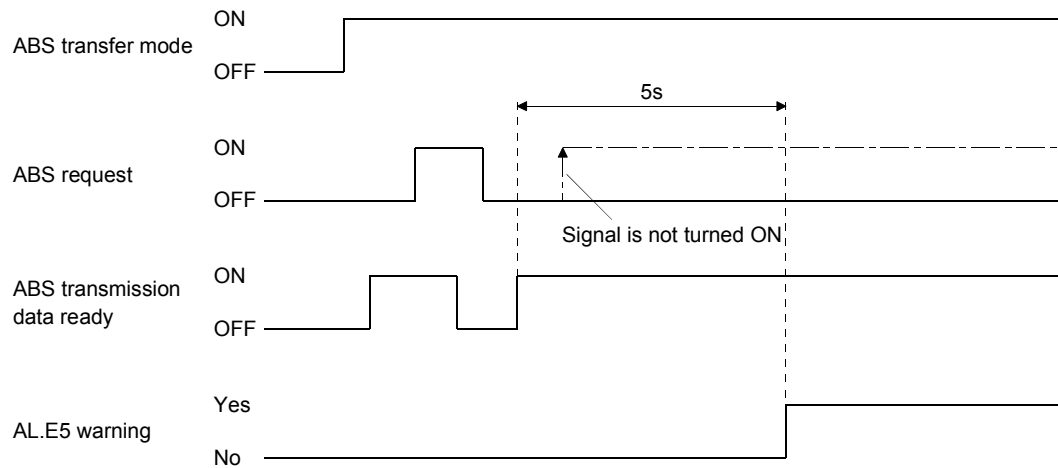 ON
ABS transfer mode
OFF
5s
ON
ABS request
OFF
Signal is not turned ON
ON
ABS transmission
data ready
OFF
Yes
AL.E5 warning
No